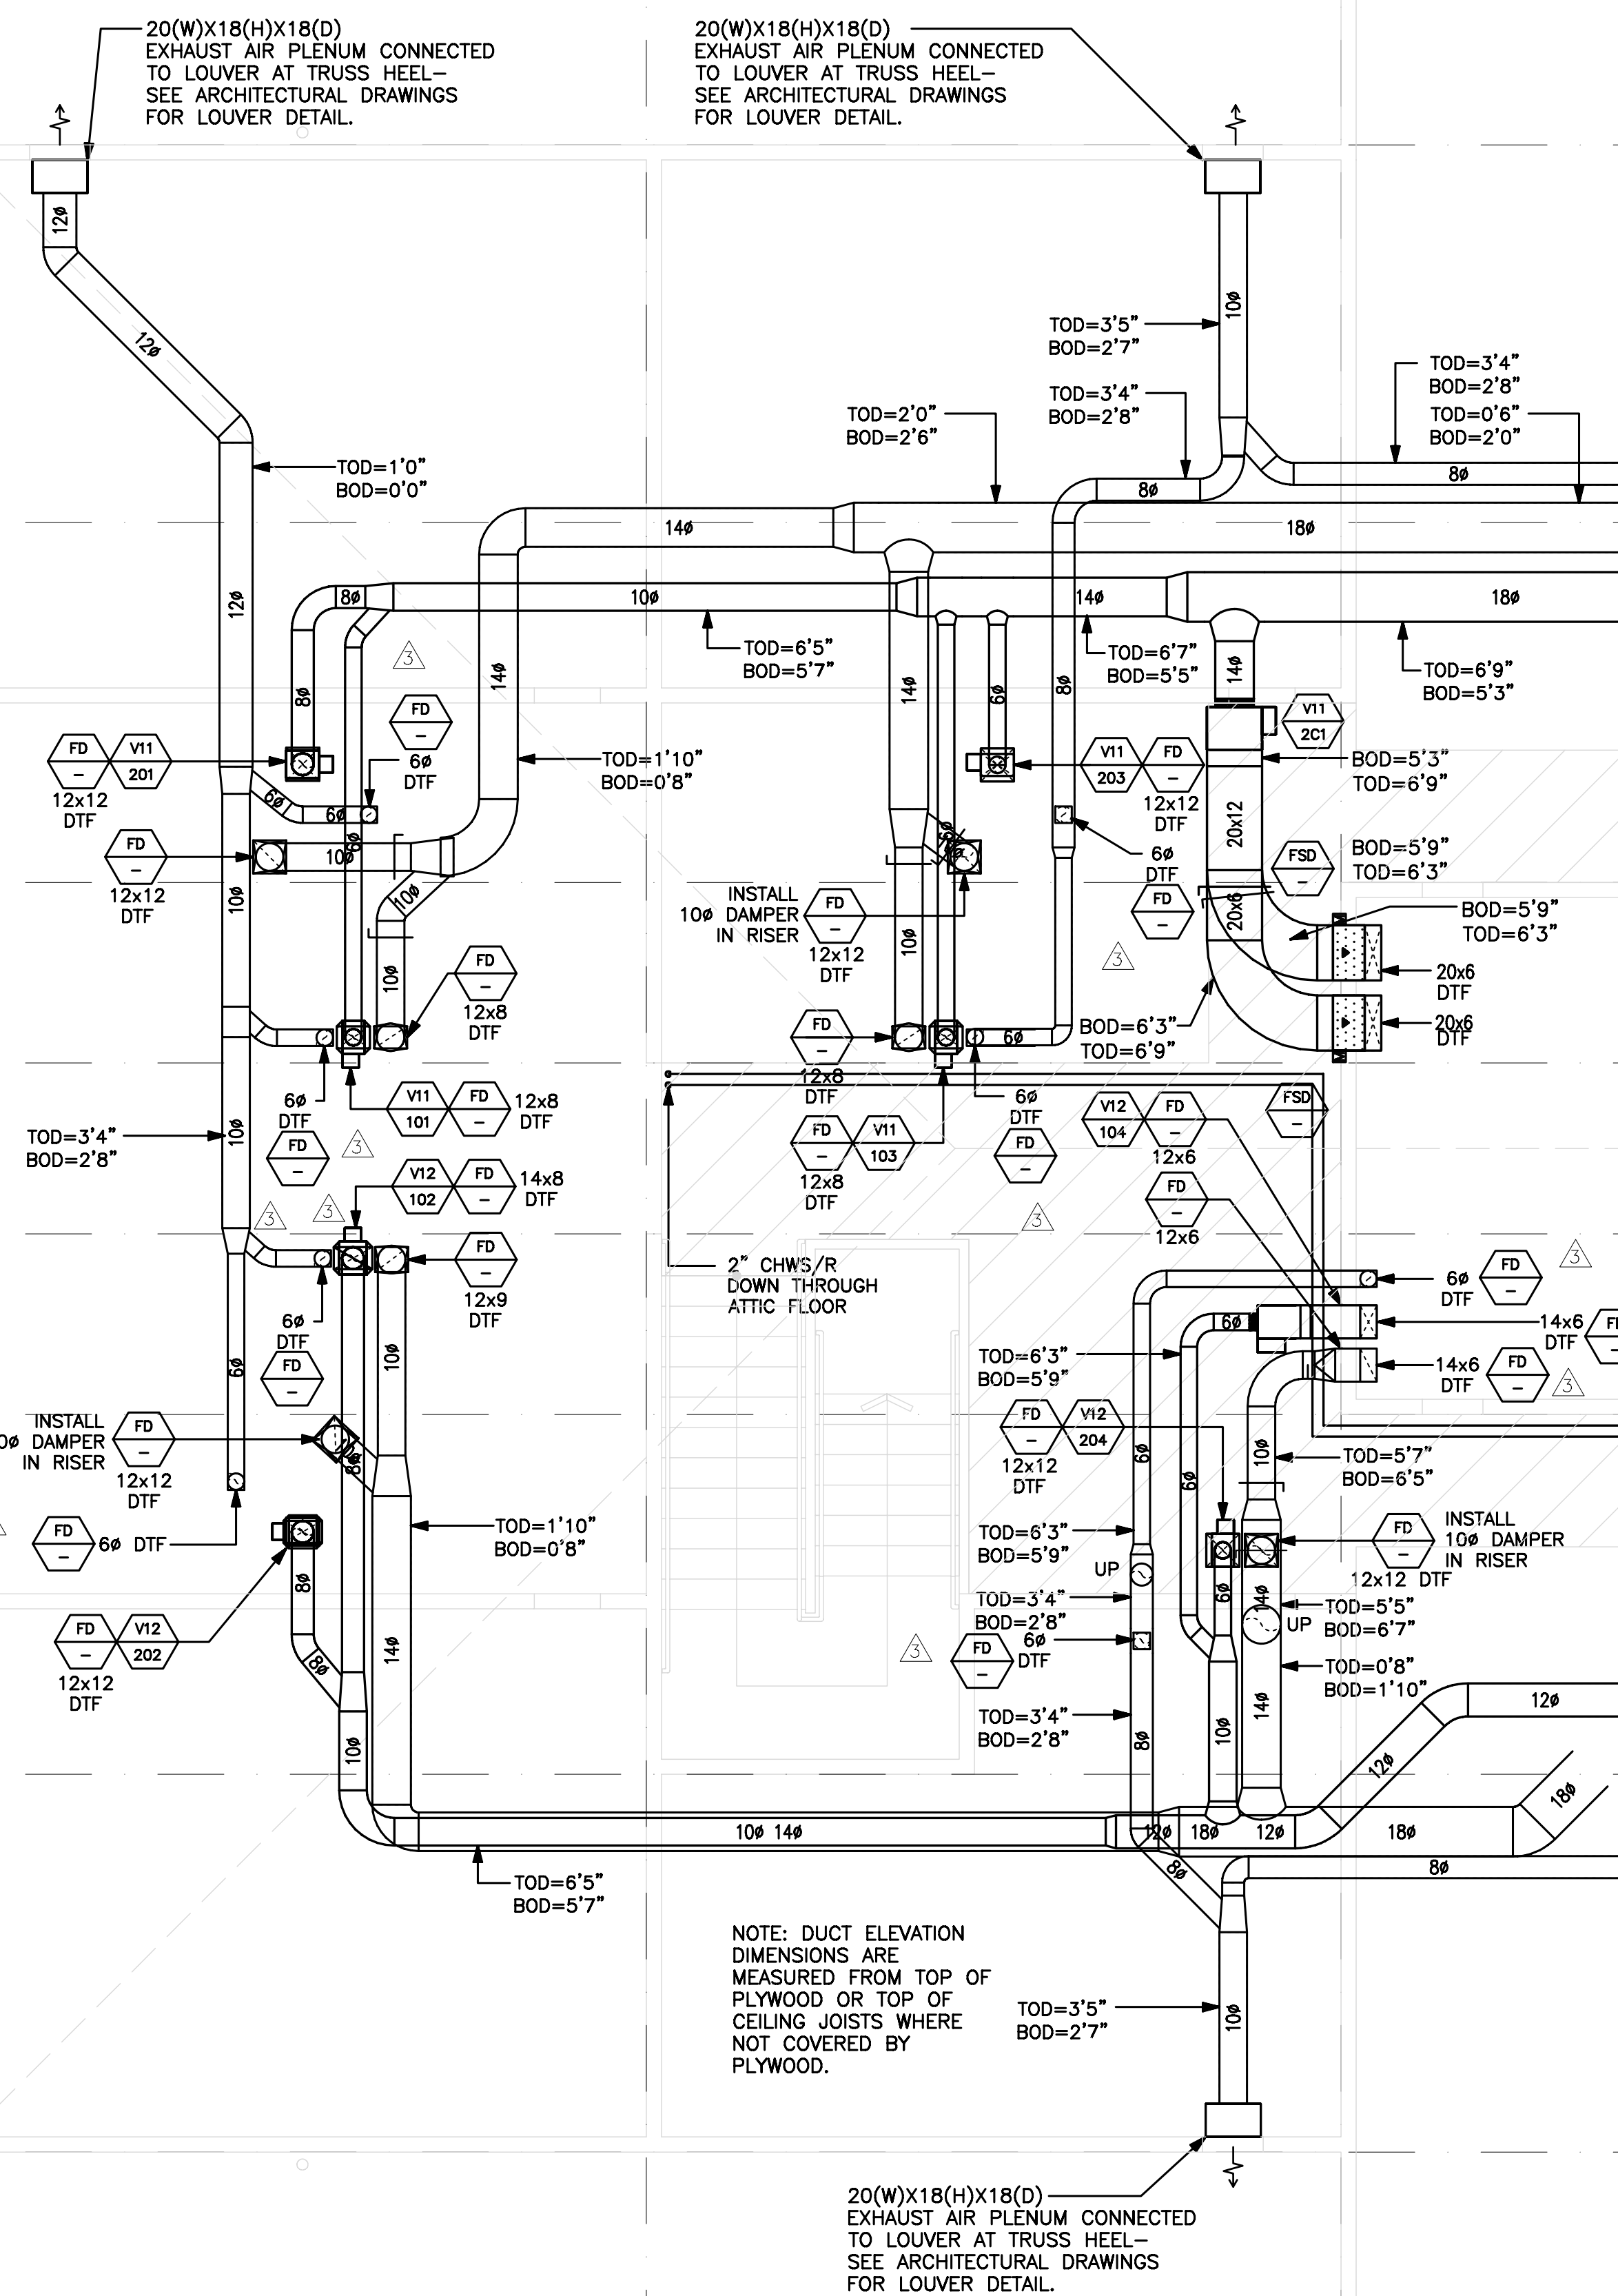 20(W)X18(H)X18(D)
EXHAUST AIR PLENUM CONNECTED
TO LOUVER AT TRUSS HEEL–
SEE ARCHITECTURAL DRAWINGS
FOR LOUVER DETAIL.
20(W)X18(H)X18(D)
EXHAUST AIR PLENUM CONNECTED
TO LOUVER AT TRUSS HEEL–
SEE ARCHITECTURAL DRAWINGS
FOR LOUVER DETAIL.
12ø
12ø
10ø
TOD=3'5"
BOD=2'7"
TOD=3'4"
BOD=2'8"
TOD=3'4"
BOD=2'8"
TOD=2'0"
BOD=2'6"
TOD=0'6"
BOD=2'0"
TOD=1'0"
BOD=0'0"
8ø
8ø
14ø
18ø
12ø
8ø
10ø
14ø
18ø
3
TOD=6'5"
BOD=5'7"
TOD=6'7"
BOD=5'5"
TOD=6'9"
BOD=5'3"
8ø
14ø
14ø
6ø
8ø
14ø
FD
–
V11
2C1
FD
–
V11
201
12x12
DTF
6ø
DTF
TOD=1'10"
BOD=0'8"
V11
203
FD
–
12x12
DTF
BOD=5'3"
TOD=6'9"
6ø
6ø
6ø
20x12
FD
–
12x12
DTF
10ø
6ø
DTF
FSD
–
BOD=5'9"
TOD=6'3"
10ø
10ø
INSTALL
10ø DAMPER
IN RISER
FD
–
12x12
DTF
FD
–
20x6
BOD=5'9"
TOD=6'3"
10ø
10ø
FD
–
12x8
DTF
3
20x6
DTF
FD
–
12x8
DTF
6ø
BOD=6'3"
TOD=6'9"
20x6
DTF
6ø
DTF
V11
101
FD
–
12x8
DTF
6ø
DTF
V12
104
FD
–
12x6
FSD
–
TOD=3'4"
BOD=2'8"
10ø
FD
–
3
FD
–
V11
103
12x8
DTF
FD
–
V12
102
FD
–
14x8
DTF
FD
–
12x6
3
3
3
FD
–
12x9
DTF
2" CHWS/R
DOWN THROUGH
ATTIC FLOOR
6ø
DTF
FD
–
3
6ø
DTF
6ø
14x6
DTF
6ø
10ø
TOD=6'3"
BOD=5'9"
14x6
DTF
FD
–
3
FD
–
INSTALL
DAMPER
IN RISER
FD
–
12x12
DTF
8ø
FD
–
V12
204
12x12
DTF
6ø
6ø
10ø
TOD=5'7"
BOD=6'5"
FD
–
6ø DTF
TOD=1'10"
BOD=0'8"
TOD=6'3"
BOD=5'9"
UP
FD
–
INSTALL
10ø DAMPER
IN RISER
12x12 DTF
8ø
TOD=3'4"
BOD=2'8"
6ø
14ø
UP
TOD=5'5"
BOD=6'7"
FD
–
V12
202
12x12
DTF
8ø
14ø
3
FD
–
6ø
DTF
TOD=0'8"
BOD=1'10"
10ø
TOD=3'4"
BOD=2'8"
8ø
10ø
14ø
12ø
12ø
18ø
10ø 14ø
12ø
18ø
12ø
18ø
8ø
8ø
TOD=6'5"
BOD=5'7"
NOTE: DUCT ELEVATION
DIMENSIONS ARE
MEASURED FROM TOP OF
PLYWOOD OR TOP OF
CEILING JOISTS WHERE
NOT COVERED BY
PLYWOOD.
TOD=3'5"
BOD=2'7"
10ø
20(W)X18(H)X18(D)
EXHAUST AIR PLENUM CONNECTED
TO LOUVER AT TRUSS HEEL–
SEE ARCHITECTURAL DRAWINGS
FOR LOUVER DETAIL.